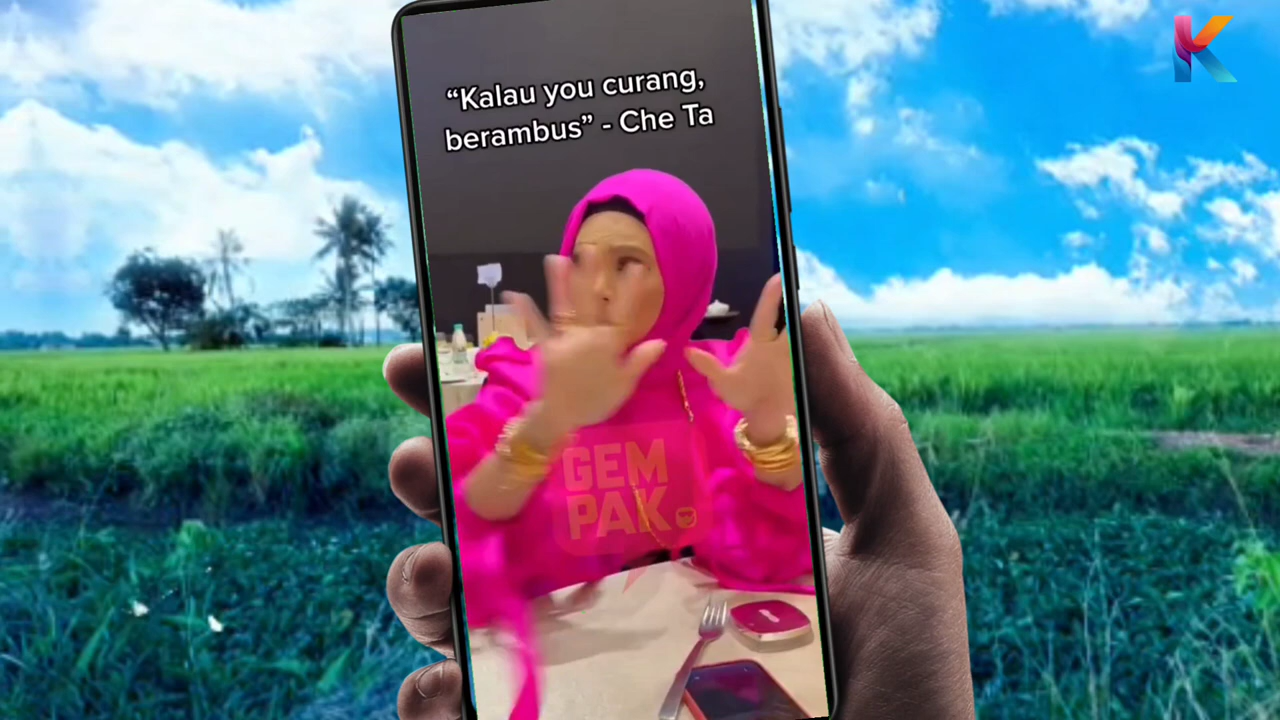 “Kalau you curang,
berambus” - Che Ta
GEM
PAK.
K